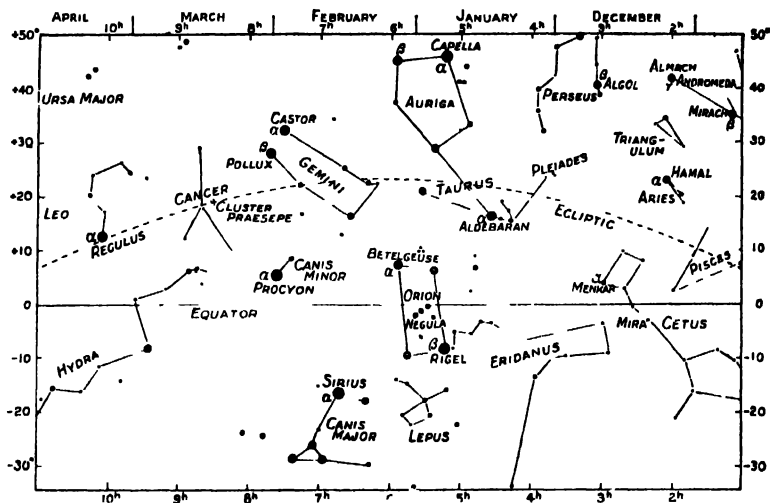 APRIL MARCH FEBRUARY JANUARY DECEMBER
10h 9h 8h 7h 6h 5h 4h 3h 2h
+50° 50°
β CAPELLA
α
ALMACH
β ANDROMEDA
ALGOL
URSA MAJOR
+40 40
AURIGA
PERSEUS
MIRACH
β
CASTOR
α
TRIANGULUM
+30 30
β
POLLUX
GEMINI
PLEIADES
HAMAL
α
ARIES
CANCER
TAURUS
+20 20
CLUSTER
PRAESEPE
LEO
α
ALDEBARAN
ECLIPTIC
α
REGULUS
+10 10
BETELGEUSE
α
PISCES
CANIS
MINOR
α
PROCYON
α
MENKAR
ORION
0 0
EQUATOR
NEGULA
MIRA
CETUS
HYDRA
β
RIGEL
ERIDANUS
-10 -10
SIRIUS
α
-20 -20
CANIS
MAJOR
LEPUS
-30° -30°
10h 9h 8h 7h 5h 4h 3h 2h